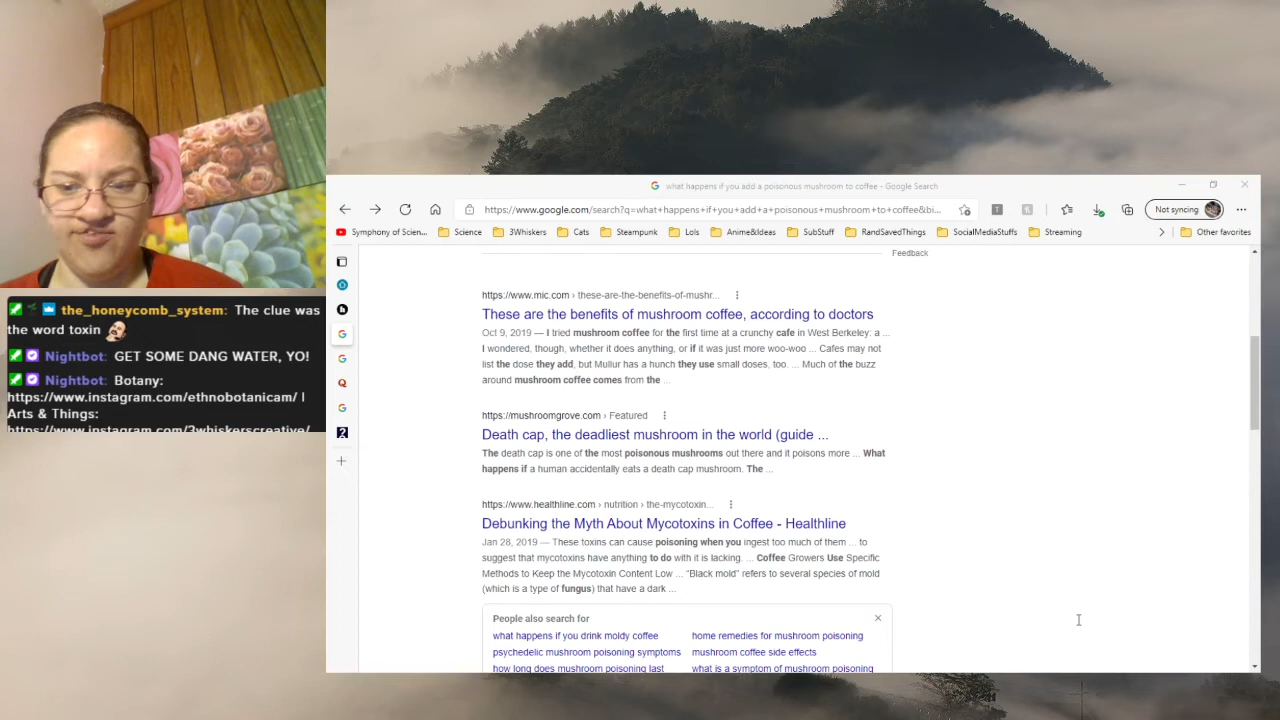 the_honeycomb_system: The clue was
the word toxin
Nightbot: GET SOME DANG WATER, YO!
Nightbot: Botany:
https://www.instagram.com/ethnobotanicam/ |
Arts & Things:
https://www.instagram.com/3whiskerscreative/
what happens if you add a poisonous mushroom to coffee - Google Search
https://www.google.com/search?q=what+happens+if+you+add+a+poisonous+mushroom+to+coffee&bi...
Not syncing
Symphony of Scien... Science 3Whiskers Cats Steampunk Lols Anime&Ideas SubStuff RandSavedThings SocialMediaStuffs Streaming Other favorites
Feedback
https://www.mic.com › these-are-the-benefits-of-mushr...
These are the benefits of mushroom coffee, according to doctors
Oct 9, 2019 — I tried mushroom coffee for the first time at a crunchy cafe in West Berkeley: a ...
I wondered, though, whether it does anything, or if it was just more woo-woo ... Cafes may not
list the dose they add, but Mullur has a hunch they use small doses, too. ... Much of the buzz
around mushroom coffee comes from the ...
https://mushroomgrove.com › Featured
Death cap, the deadliest mushroom in the world (guide ...
The death cap is one of the most poisonous mushrooms out there and it poisons more ... What
happens if a human accidentally eats a death cap mushroom. The ...
https://www.healthline.com › nutrition › the-mycotoxin...
Debunking the Myth About Mycotoxins in Coffee - Healthline
Jan 28, 2019 — These toxins can cause poisoning when you ingest too much of them ... to
suggest that mycotoxins have anything to do with it is lacking. ... Coffee Growers Use Specific
Methods to Keep the Mycotoxin Content Low ... "Black mold" refers to several species of mold
(which is a type of fungus) that have a dark ...
People also search for
what happens if you drink moldy coffee
home remedies for mushroom poisoning
psychedelic mushroom poisoning symptoms
mushroom coffee side effects
how long does mushroom poisoning last
what is a symptom of mushroom poisoning